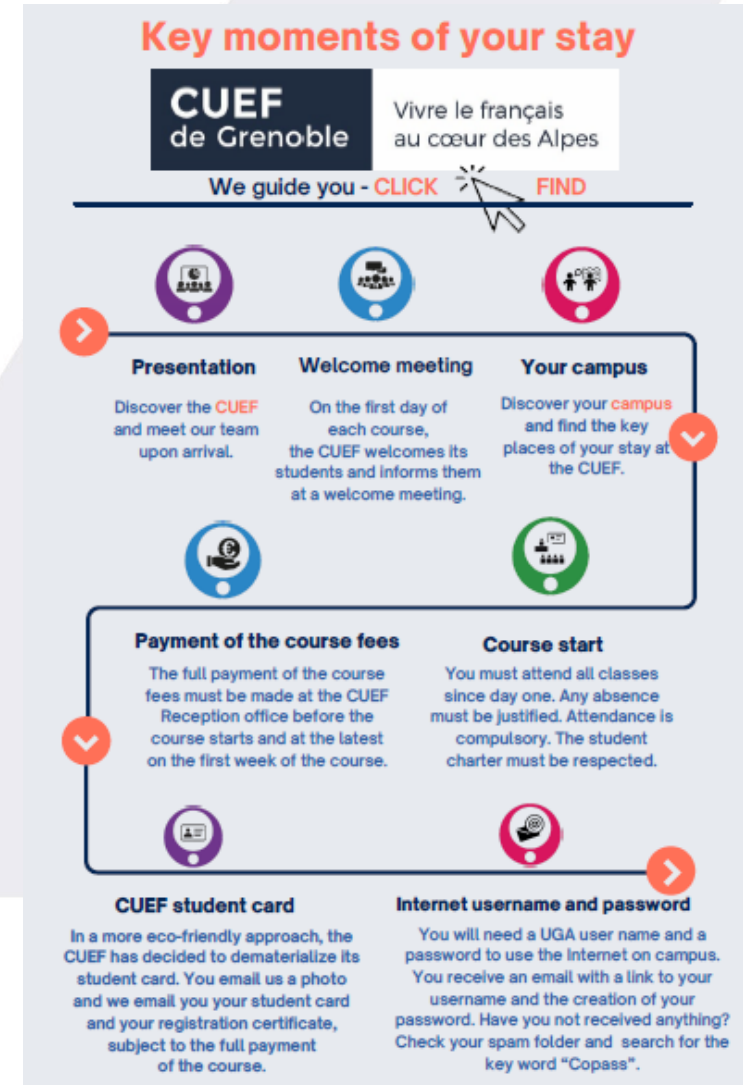 Key moments of your stay
CUEF
de Grenoble
Vivre le français
au cœur des Alpes
We guide you - CLICK FIND
Presentation
Discover the CUEF
and meet our team
upon arrival.
Welcome meeting
On the first day of
each course,
the CUEF welcomes its
students and informs them
at a welcome meeting.
Your campus
Discover your campus
and find the key
places of your stay at
the CUEF.
Payment of the course fees
The full payment of the course
fees must be made at the CUEF
Reception office before the
course starts and at the latest
on the first week of the course.
Course start
You must attend all classes
since day one. Any absence
must be justified. Attendance is
compulsory. The student
charter must be respected.
CUEF student card
In a more eco-friendly approach, the
CUEF has decided to dematerialize its
student card. You email us a photo
and we email you your student card
and your registration certificate,
subject to the full payment
of the course.
Internet username and password
You will need a UGA user name and a
password to use the Internet on campus.
You receive an email with a link to your
username and the creation of your
password. Have you not received anything?
Check your spam folder and search for the
key word “Copass”.